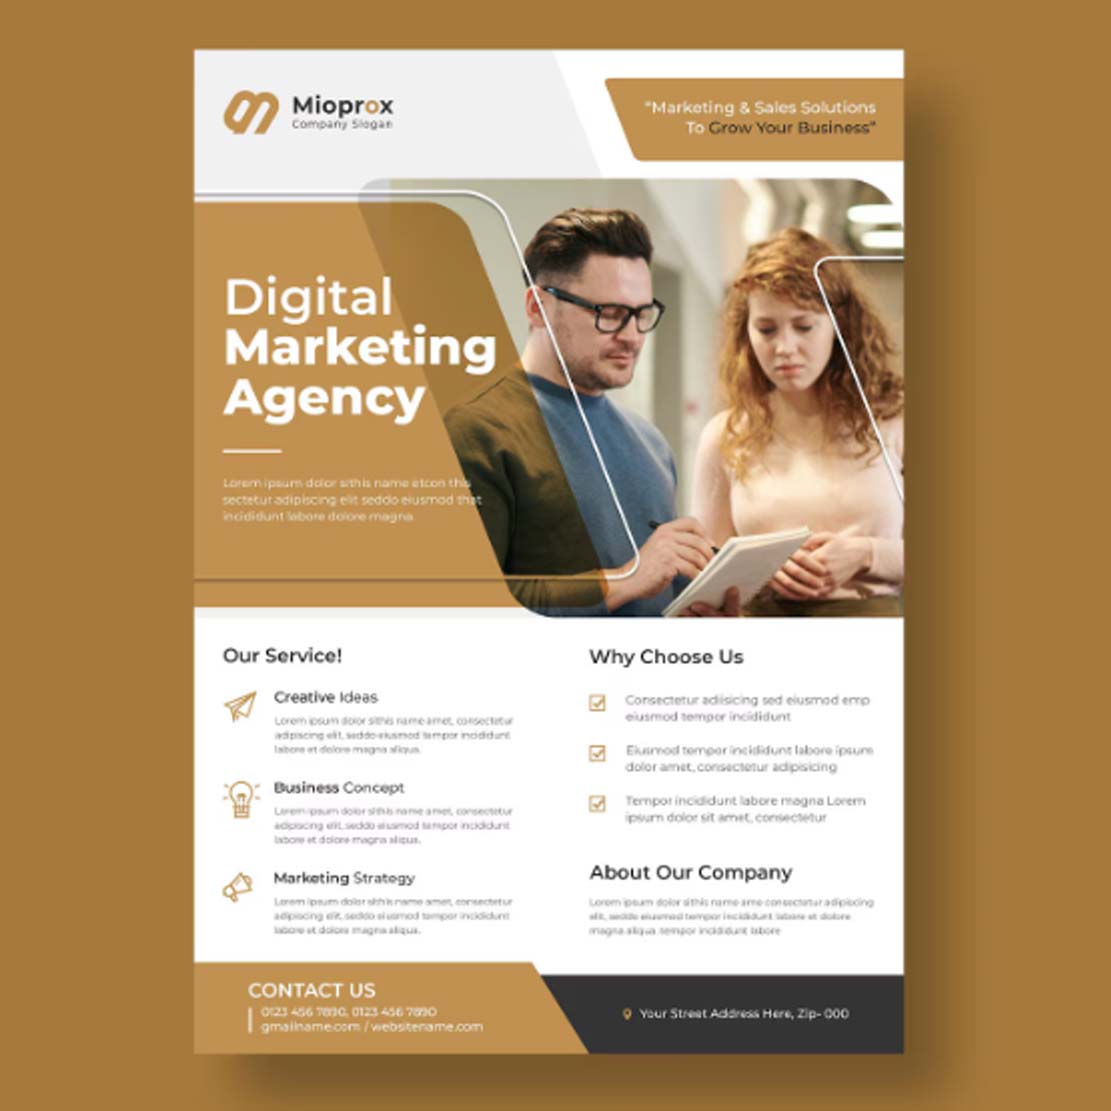 Mioprox
Company Slogan
"Marketing & Sales Solutions
To Grow Your Business"
Digital
Marketing
Agency
Lorem ipsum dolor sithis name etcon this
sectetur adipiscing elit seddo eiusmod that
incididunt labore dolore magna.
Our Service!
Creative Ideas
Lorem ipsum dolor sithis name amet, consectetur
adipiscing elit, seddo eiusmod tempor incididunt
labore et dolore magna aliqua.
Business Concept
Lorem ipsum dolor sithis name amet, consectetur
adipiscing elit, seddo eiusmod tempor incididunt
labore et dolore magna aliqua.
Marketing Strategy
Lorem ipsum dolor sithis name amet, consectetur
adipiscing elit, seddo eiusmod tempor incididunt
labore et dolore magna aliqua.
Why Choose Us
Consectetur adiisicing sed eiusmod emp
eiusmod tempor incididunt
Eiusmod tempor incididunt labore ipsum
dolor amet, consectetur adipisicing
Tempor incididunt labore magna Lorem
ipsum dolor sit amet, consectetur
About Our Company
Lorem ipsum dolor sithis name ame consectetur adipiscing
elit, seddo eiusmod tempor incididunt labore et dolore
magna aliqua. tempor incididunt labore
CONTACT US
0123 456 7890, 0123 456 7890
gmailname.com / websitename.com
Your Street Address Here, Zip- 000